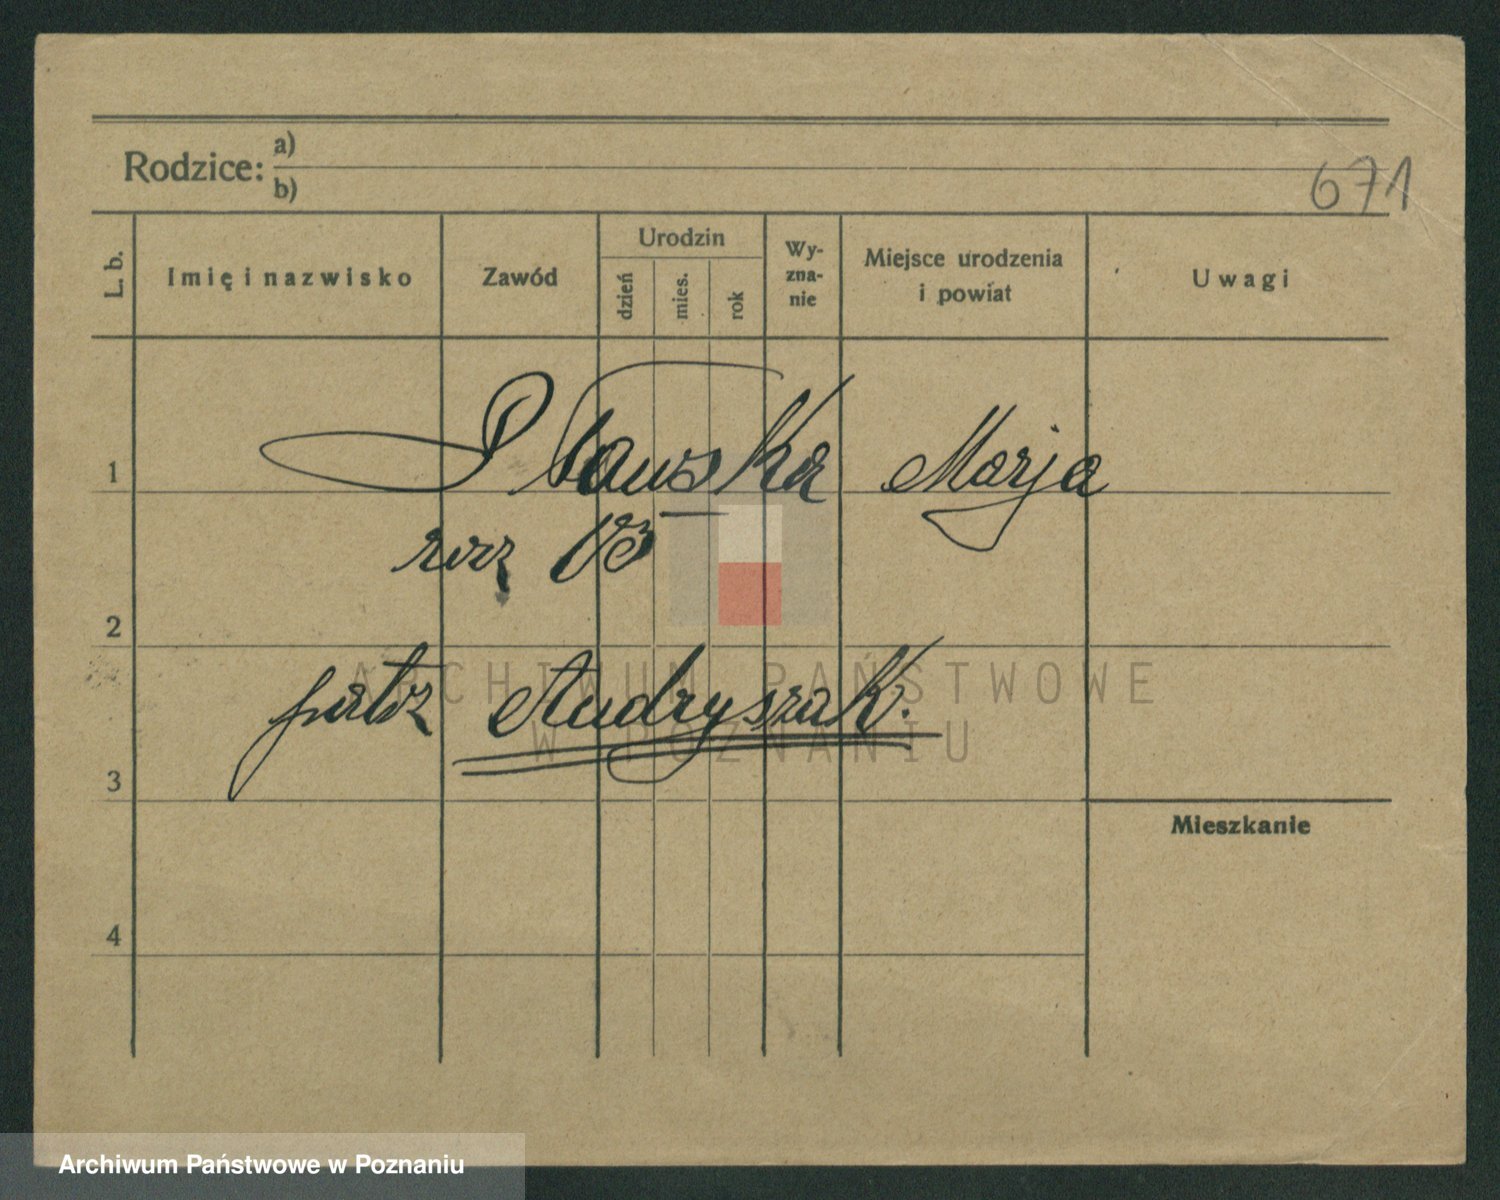 Rodzice: a)
b)
671
L. b.
Imię i nazwisko
Zawód
Urodzin
dzień
mies.
rok
Wy-
zna-
nie
Miejsce urodzenia
i powiat
Uwagi
1
Marja
2
3
patrz Andryszak.
Mieszkanie
4
ARCHIWUM PAŃSTWOWE
W POZNANIU
Archiwum Państwowe w Poznaniu